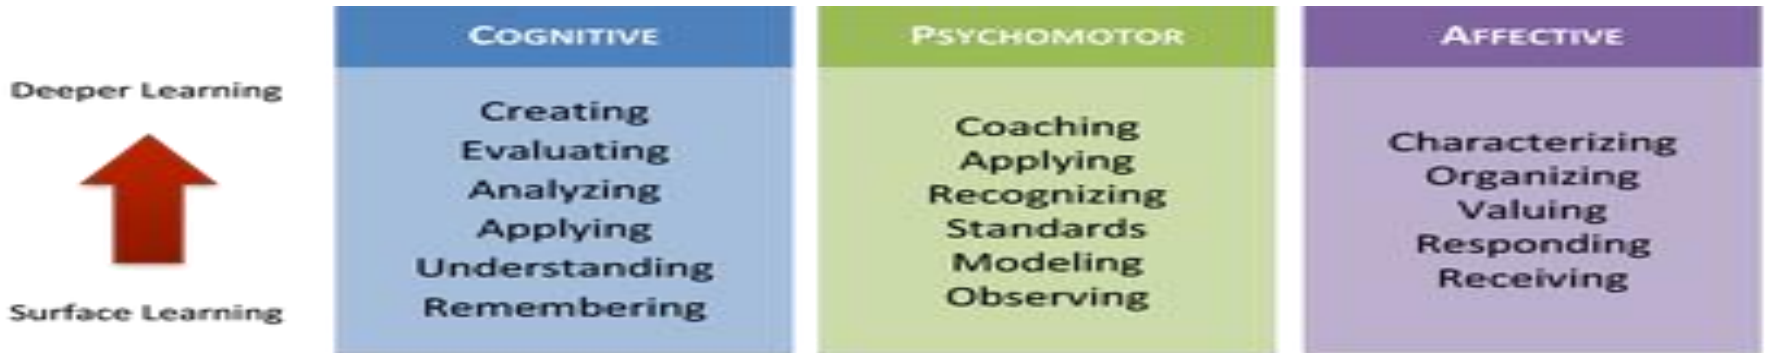 Deeper Learning
Surface Learning
COGNITIVE
Creating
Evaluating
Analyzing
Applying
Understanding
Remembering
PSYCHOMOTOR
Coaching
Applying
Recognizing
Standards
Modeling
Observing
AFFECTIVE
Characterizing
Organizing
Valuing
Responding
Receiving